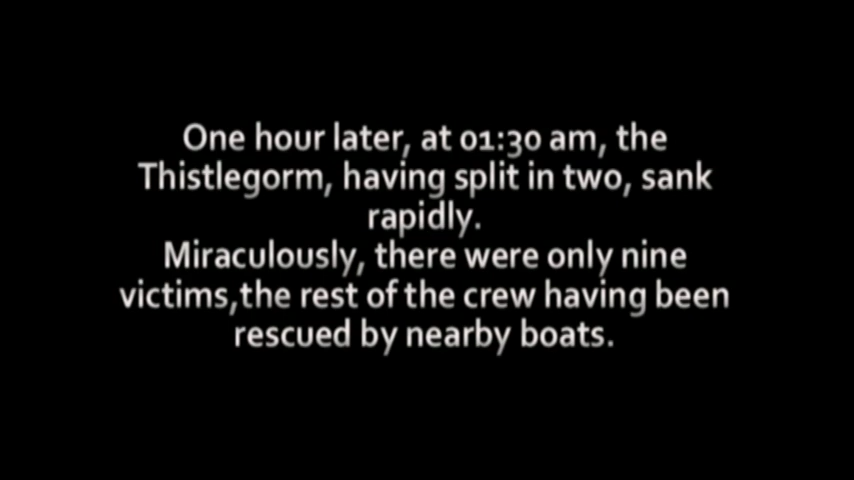 One hour later, at 01:30 am, the
Thistlegorm, having split in two, sank
rapidly.
Miraculously, there were only nine
victims,the rest of the crew having been
rescued by nearby boats.